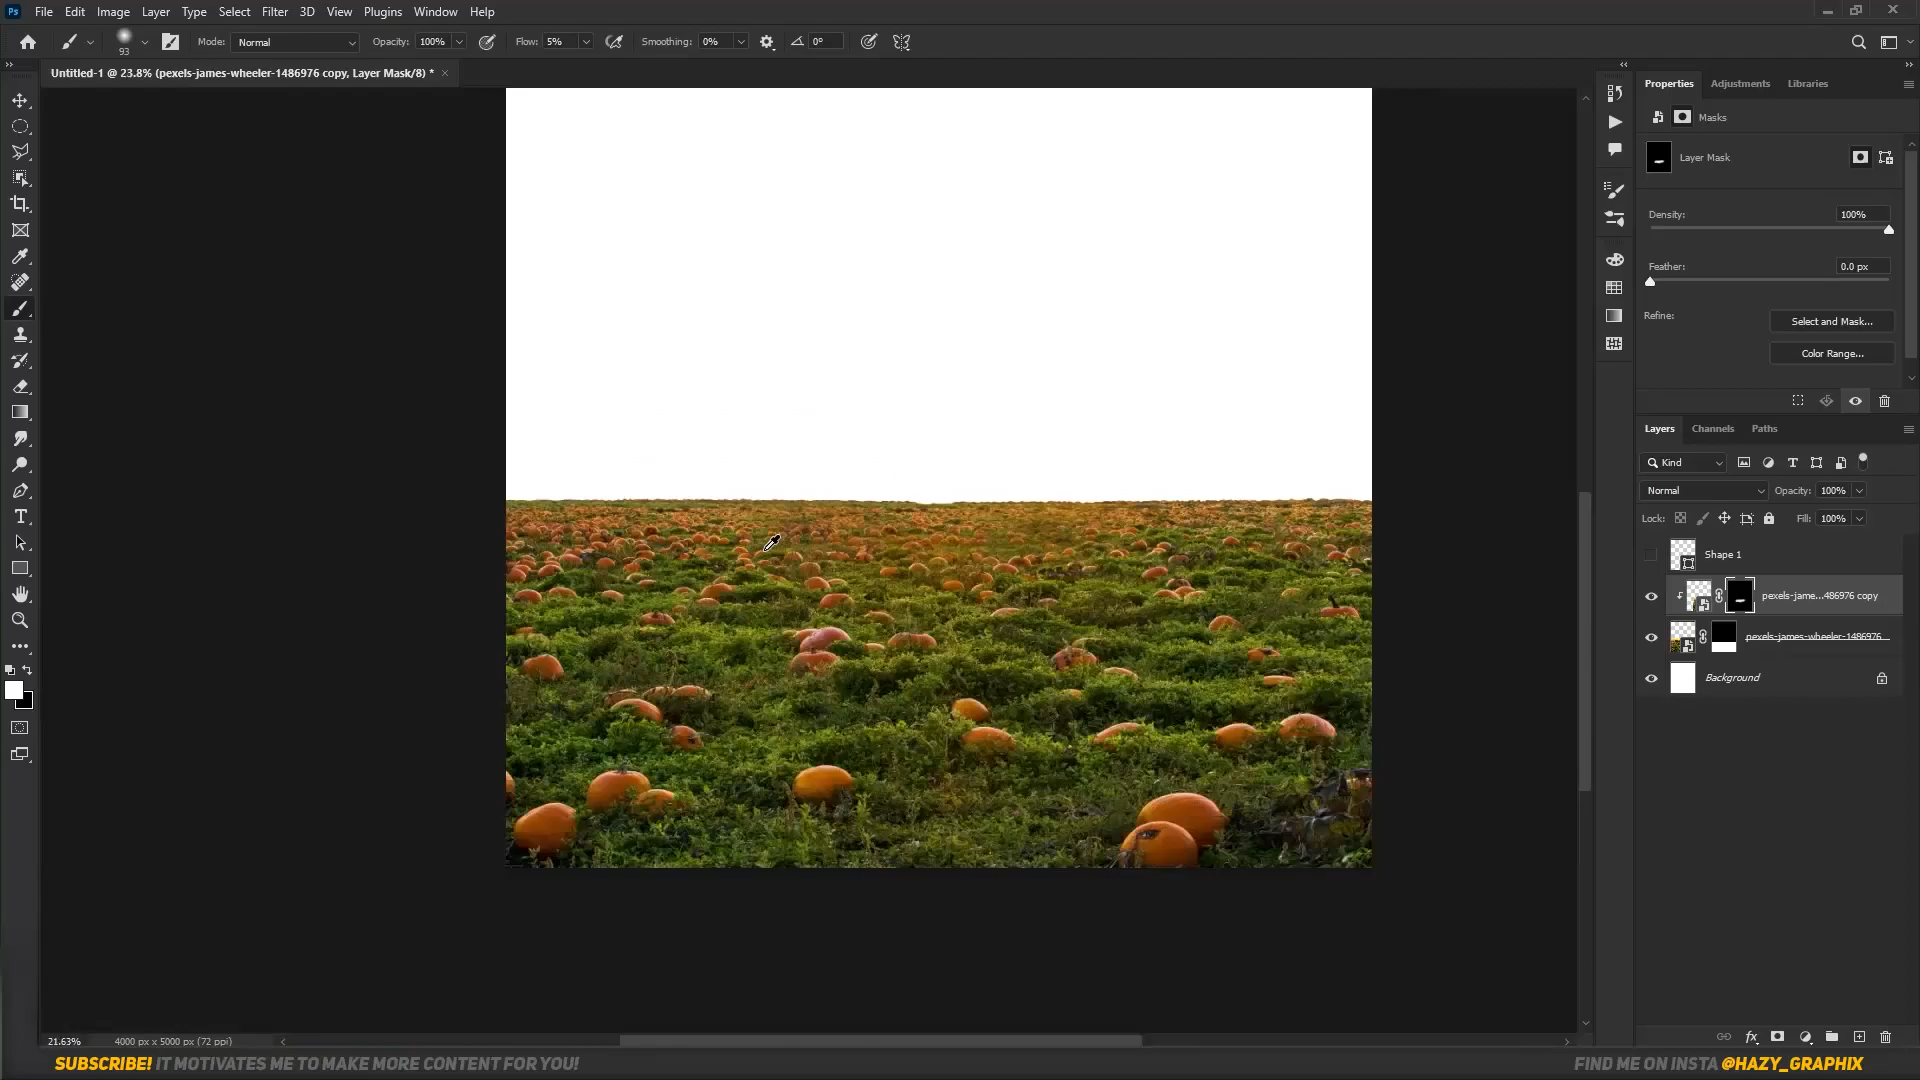 Ps File Edit Image Layer Type Select Filter 3D View Plugins Window Help
93 Mode: Normal Opacity: 100% Flow: 5% Smoothing: 0% 0°
Untitled-1 @ 23.8% (pexels-james-wheeler-1486976 copy, Layer Mask/8) *
Properties Adjustments Libraries
Masks
Layer Mask
Density: 100%
Feather: 0.0 px
Refine: Select and Mask...
Color Range...
Layers Channels Paths
Kind
Normal Opacity: 100%
Lock: Fill: 100%
Shape 1
pexels-jame...486976 copy
pexels-james-wheeler-1486976...
Background
21.63% 4000 px x 5000 px (72 ppi)
SUBSCRIBE! IT MOTIVATES ME TO MAKE MORE CONTENT FOR YOU!
FIND ME ON INSTA @HAZY_GRAPHIX